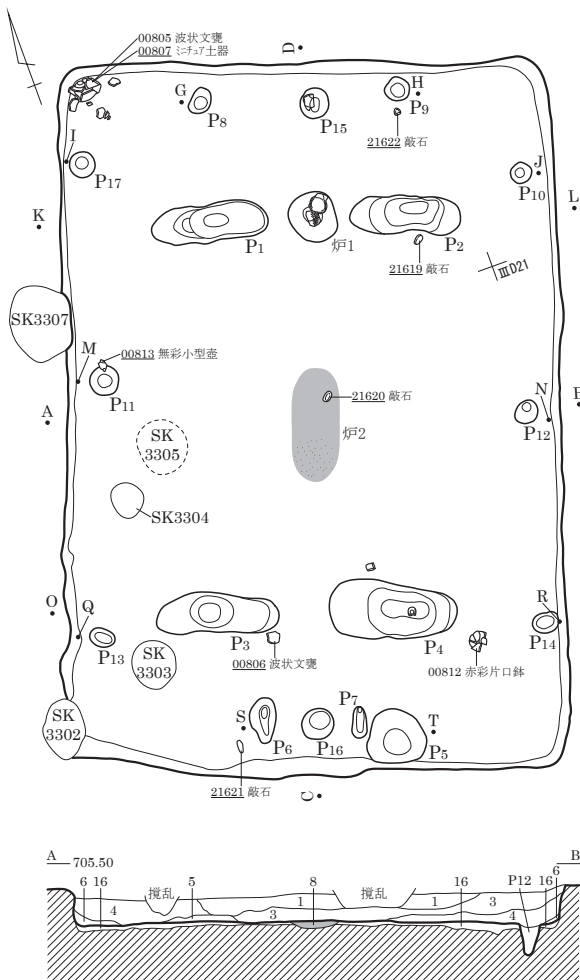 00805 波状文甕
00807 ミニチュア土器
D
G
P8
P15
H
P9
21622 敲石
I
P17
J
P10
K
L
P1
炉1
P2
21619 敲石
ⅢD21
SK3307
M
00813 無彩小型壺
P11
21620 敲石
N
B
P12
A
SK
3305
炉2
SK3304
O
Q
R
P13
P3
P4
P14
SK
3303
00806 波状文甕
00812 赤彩片口鉢
SK
3302
S
P6
P16
P7
T
P5
21621 敲石
C
A 705.50 B
6 16 撹乱 5 8 撹乱 16 P12 16 6
4 3 1 1 3 4